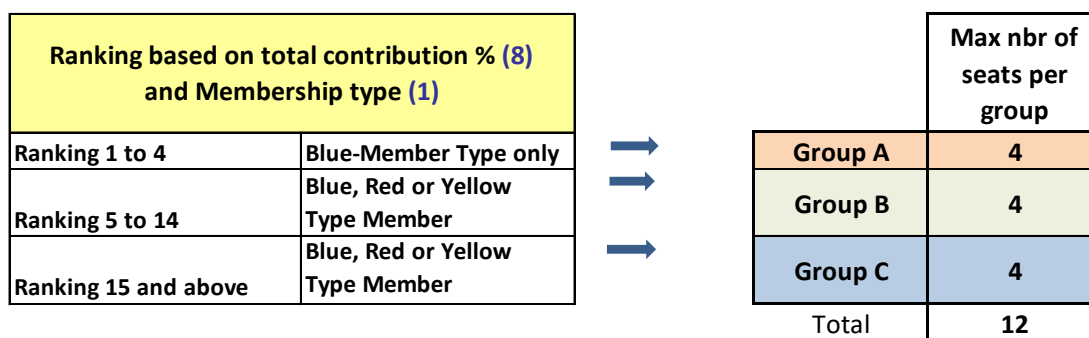 Ranking based on total contribution % (8)
and Membership type (1)
Max nbr of
seats per
group
Ranking 1 to 4
Blue-Member Type only
Group A
4
Ranking 5 to 14
Blue, Red or Yellow
Type Member
Group B
4
Ranking 15 and above
Blue, Red or Yellow
Type Member
Group C
4
Total
12